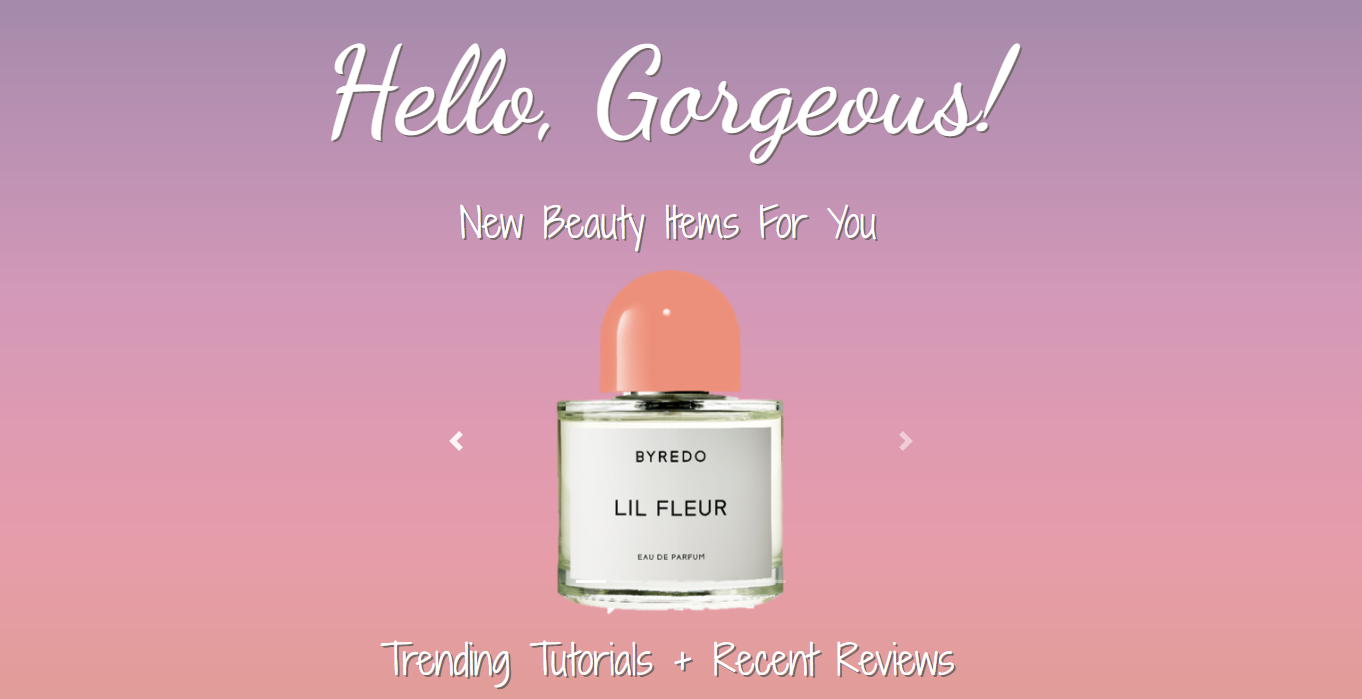 Hello, Gorgeous!
New Beauty Items For You
BYREDO
LIL FLEUR
EAU DE PARFUM
Trending Tutorials + Recent Reviews